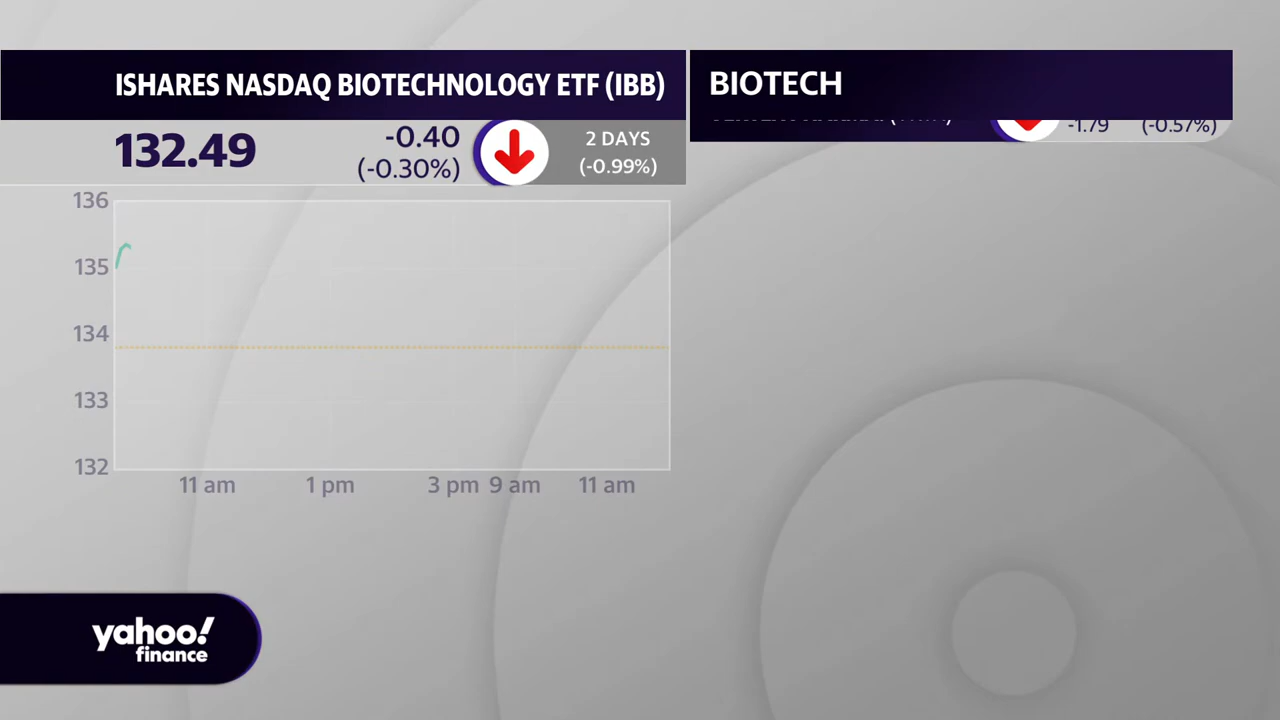 ISHARES NASDAQ BIOTECHNOLOGY ETF (IBB)
132.49
-0.40
(-0.30%)
2 DAYS
(-0.99%)
136
135
134
133
132
11 am
1 pm
3 pm
9 am
11 am
BIOTECH
-1.79
(-0.57%)
yahoo!
finance